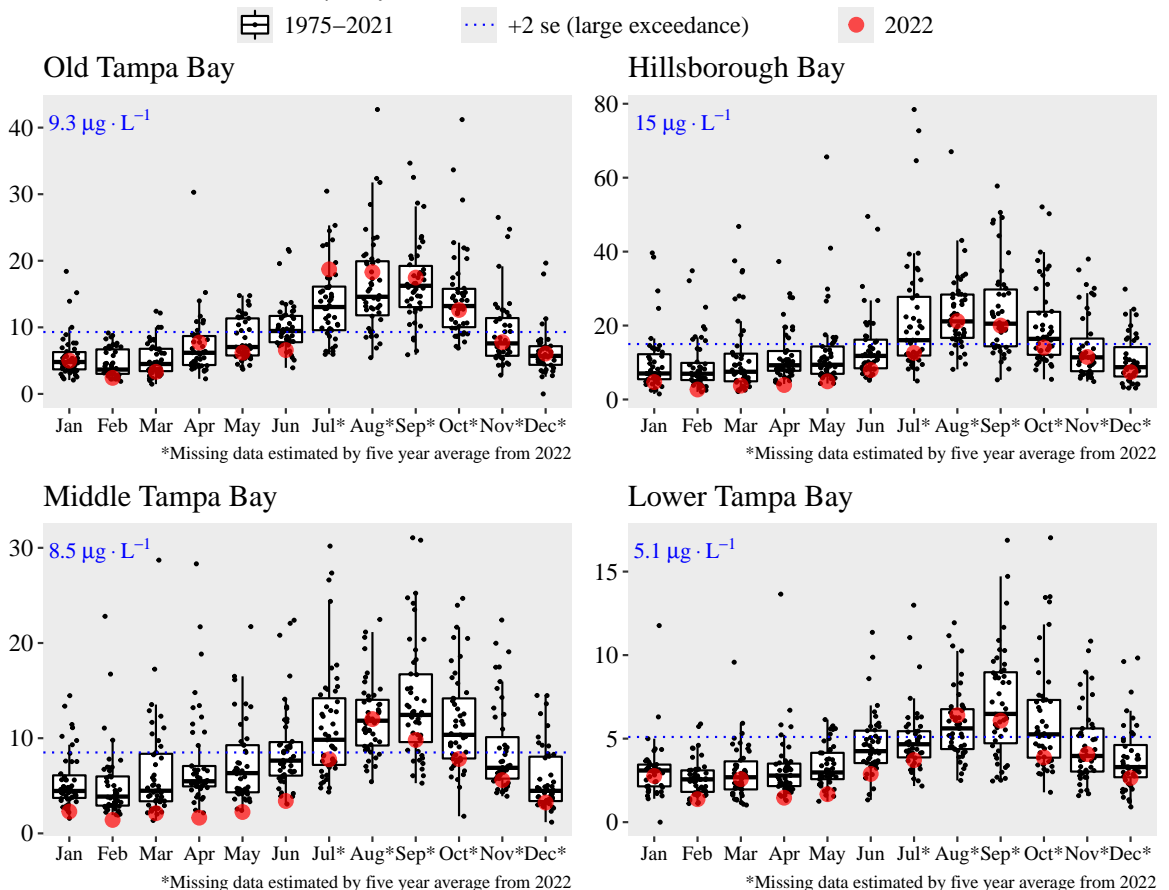 1975–2021 +2 se (large exceedance) 2022
Old Tampa Bay
9.3 μg · L⁻¹
40
30
20
10
0
Jan Feb Mar Apr May Jun Jul* Aug* Sep* Oct* Nov* Dec*
*Missing data estimated by five year average from 2022
Hillsborough Bay
15 μg · L⁻¹
80
60
40
20
0
Jan Feb Mar Apr May Jun Jul* Aug* Sep* Oct* Nov* Dec*
*Missing data estimated by five year average from 2022
Middle Tampa Bay
8.5 μg · L⁻¹
30
20
10
0
Jan Feb Mar Apr May Jun Jul* Aug* Sep* Oct* Nov* Dec*
*Missing data estimated by five year average from 2022
Lower Tampa Bay
5.1 μg · L⁻¹
15
10
5
0
Jan Feb Mar Apr May Jun Jul* Aug* Sep* Oct* Nov* Dec*
*Missing data estimated by five year average from 2022